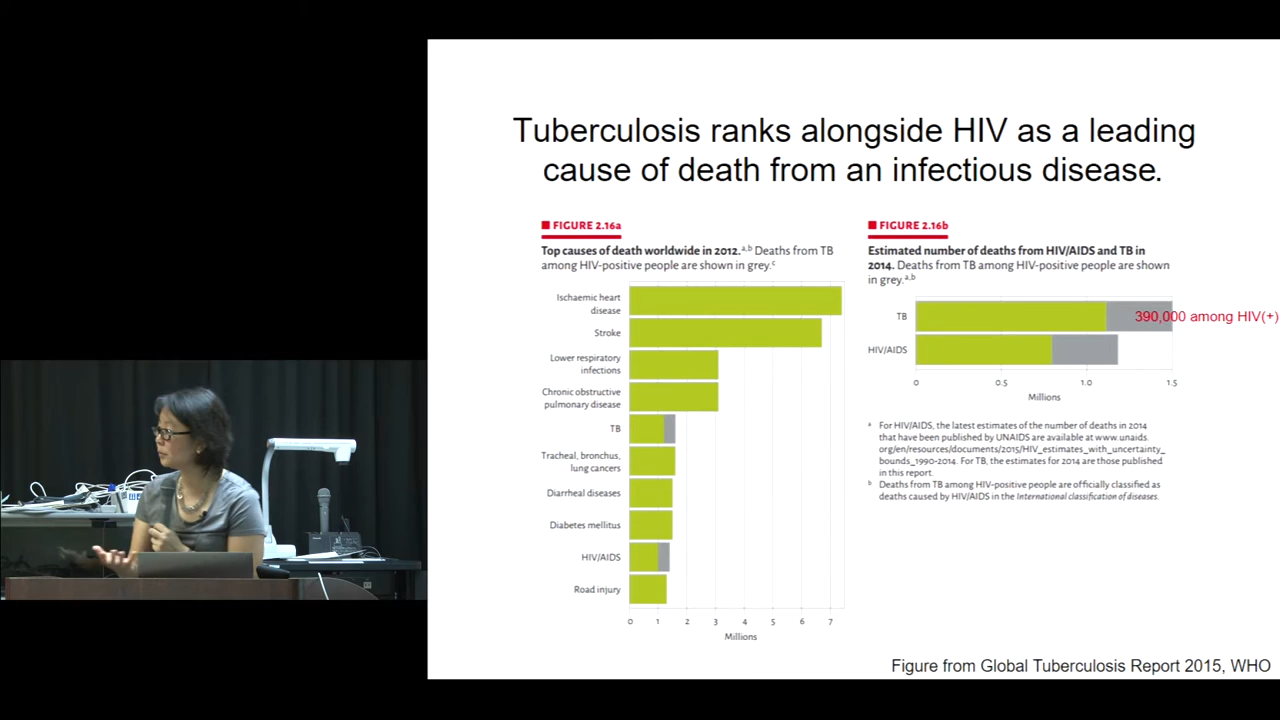 Tuberculosis ranks alongside HIV as a leading
cause of death from an infectious disease.
FIGURE 2.16a
Top causes of death worldwide in 2012.a,b Deaths from TB
among HIV-positive people are shown in grey.c
Ischaemic heart
disease
Stroke
Lower respiratory
infections
Chronic obstructive
pulmonary disease
TB
Tracheal, bronchus,
lung cancers
Diarrheal diseases
Diabetes mellitus
HIV/AIDS
Road injury
0 1 2 3 4 5 6 7
Millions
FIGURE 2.16b
Estimated number of deaths from HIV/AIDS and TB in
2014. Deaths from TB among HIV-positive people are shown
in grey.a,b
TB
390,000 among HIV(+)
HIV/AIDS
0 0.5 1.0 1.5
Millions
a For HIV/AIDS, the latest estimates of the number of deaths in 2014
that have been published by UNAIDS are available at www.unaids.
org/en/resources/documents/2015/HIV_estimates_with_uncertainty_
bounds_1990-2014. For TB, the estimates for 2014 are those published
in this report.
b Deaths from TB among HIV-positive people are officially classified as
deaths caused by HIV/AIDS in the International classification of diseases.
Figure from Global Tuberculosis Report 2015, WHO